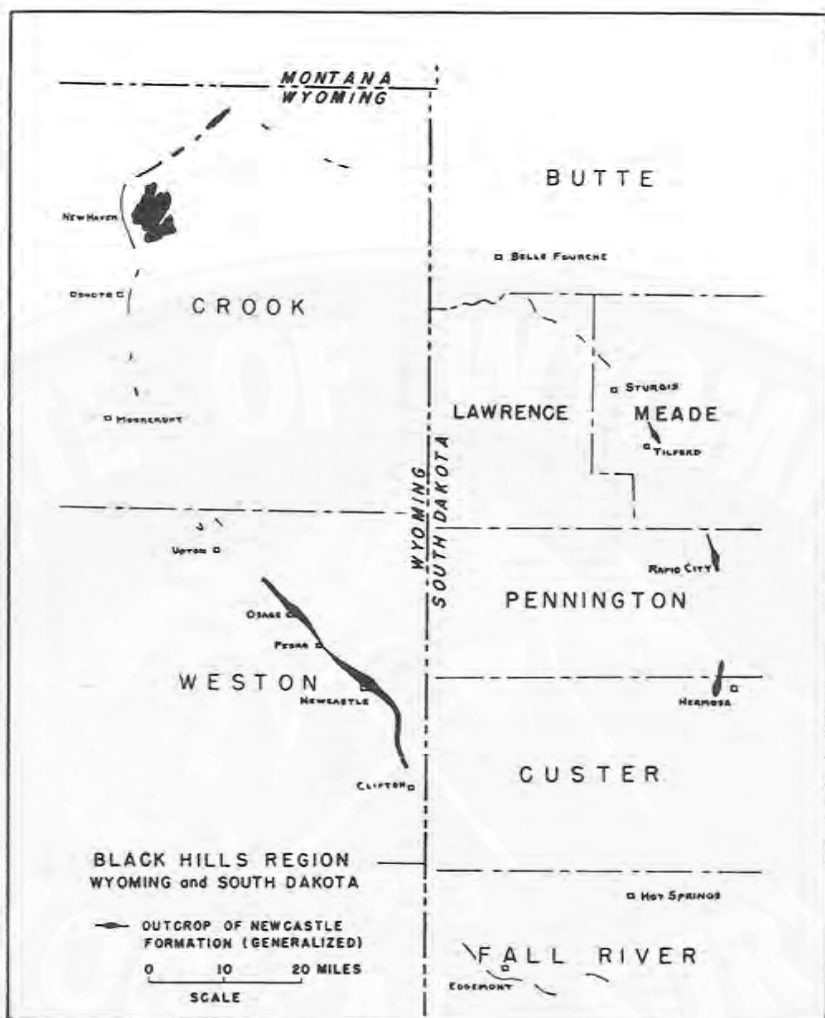 MONTANA
WYOMING
BUTTE
NEW HAVEN
BELLE FOURCHE
OSHOTO
CROOK
STURGIS
MOORCROFT
LAWRENCE
MEADE
TILFORD
WYOMING
SOUTH DAKOTA
UPTON
RAPID CITY
OSAGE
PENNINGTON
PEDRO
WESTON
NEWCASTLE
HERMOSA
CUSTER
CLIFTON
BLACK HILLS REGION
WYOMING and SOUTH DAKOTA
HOT SPRINGS
OUTCROP OF NEWCASTLE
FORMATION (GENERALIZED)
FALL RIVER
0 10 20 MILES
EDGEMONT
SCALE